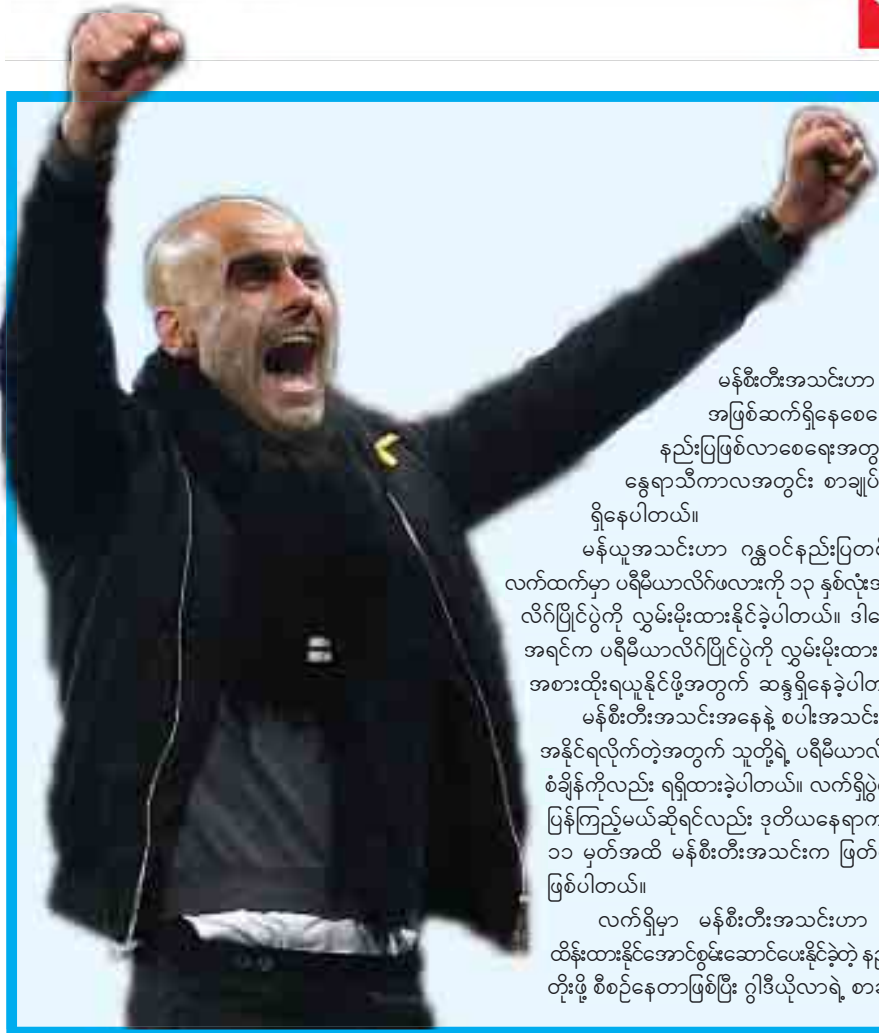 မန်စီးတီးအသင်းဟာ
အဖြစ်ဆက်ရှိနေစေ
နည်းပြဖြစ်လာစေရေးအတွ
နွေရာသီကာလအတွင်း စာချုပ်
ရှိနေပါတယ်။
မန်ယူအသင်းဟာ ဂန္ထဝင်နည်းပြ
လက်ထက်မှာ ပရီမီယာလိဂ်ဖလားကို ၁၃ နှစ်လုံး
လိဂ်ပြိုင်ပွဲကို လွှမ်းမိုးထားနိုင်ခဲ့ပါတယ်။
အရင်က ပရီမီယာလိဂ်ပြိုင်ပွဲကို လွှမ်းမိုးထား
အစားထိုးရယူနိုင်ဖို့အတွက် ဆန္ဒရှိနေခဲ့ပါတ
မန်စီးတီးအသင်းအနေနဲ့ စပါးအသင်း
အနိုင်ရလိုက်တဲ့အတွက် သူတို့ရဲ့ ပရီမီယာလိ
စံချိန်ကိုလည်း ရရှိထားခဲ့ပါတယ်။ လက်ရှိပွဲ
ပြန်ကြည့်မယ်ဆိုရင်လည်း ဒုတိယနေရာက
၁၁ မှတ်အထိ မန်စီးတီးအသင်းက ဖြတ်
ဖြစ်ပါတယ်။
လက်ရှိမှာ မန်စီးတီးအသင်းဟာ
ထိန်းထားနိုင်အောင်စွမ်းဆောင်ပေးနိုင်ခဲ့တဲ့
တိုးဖို့ စီစဉ်နေတာဖြစ်ပြီး ဂွါဒီယိုလာရဲ့